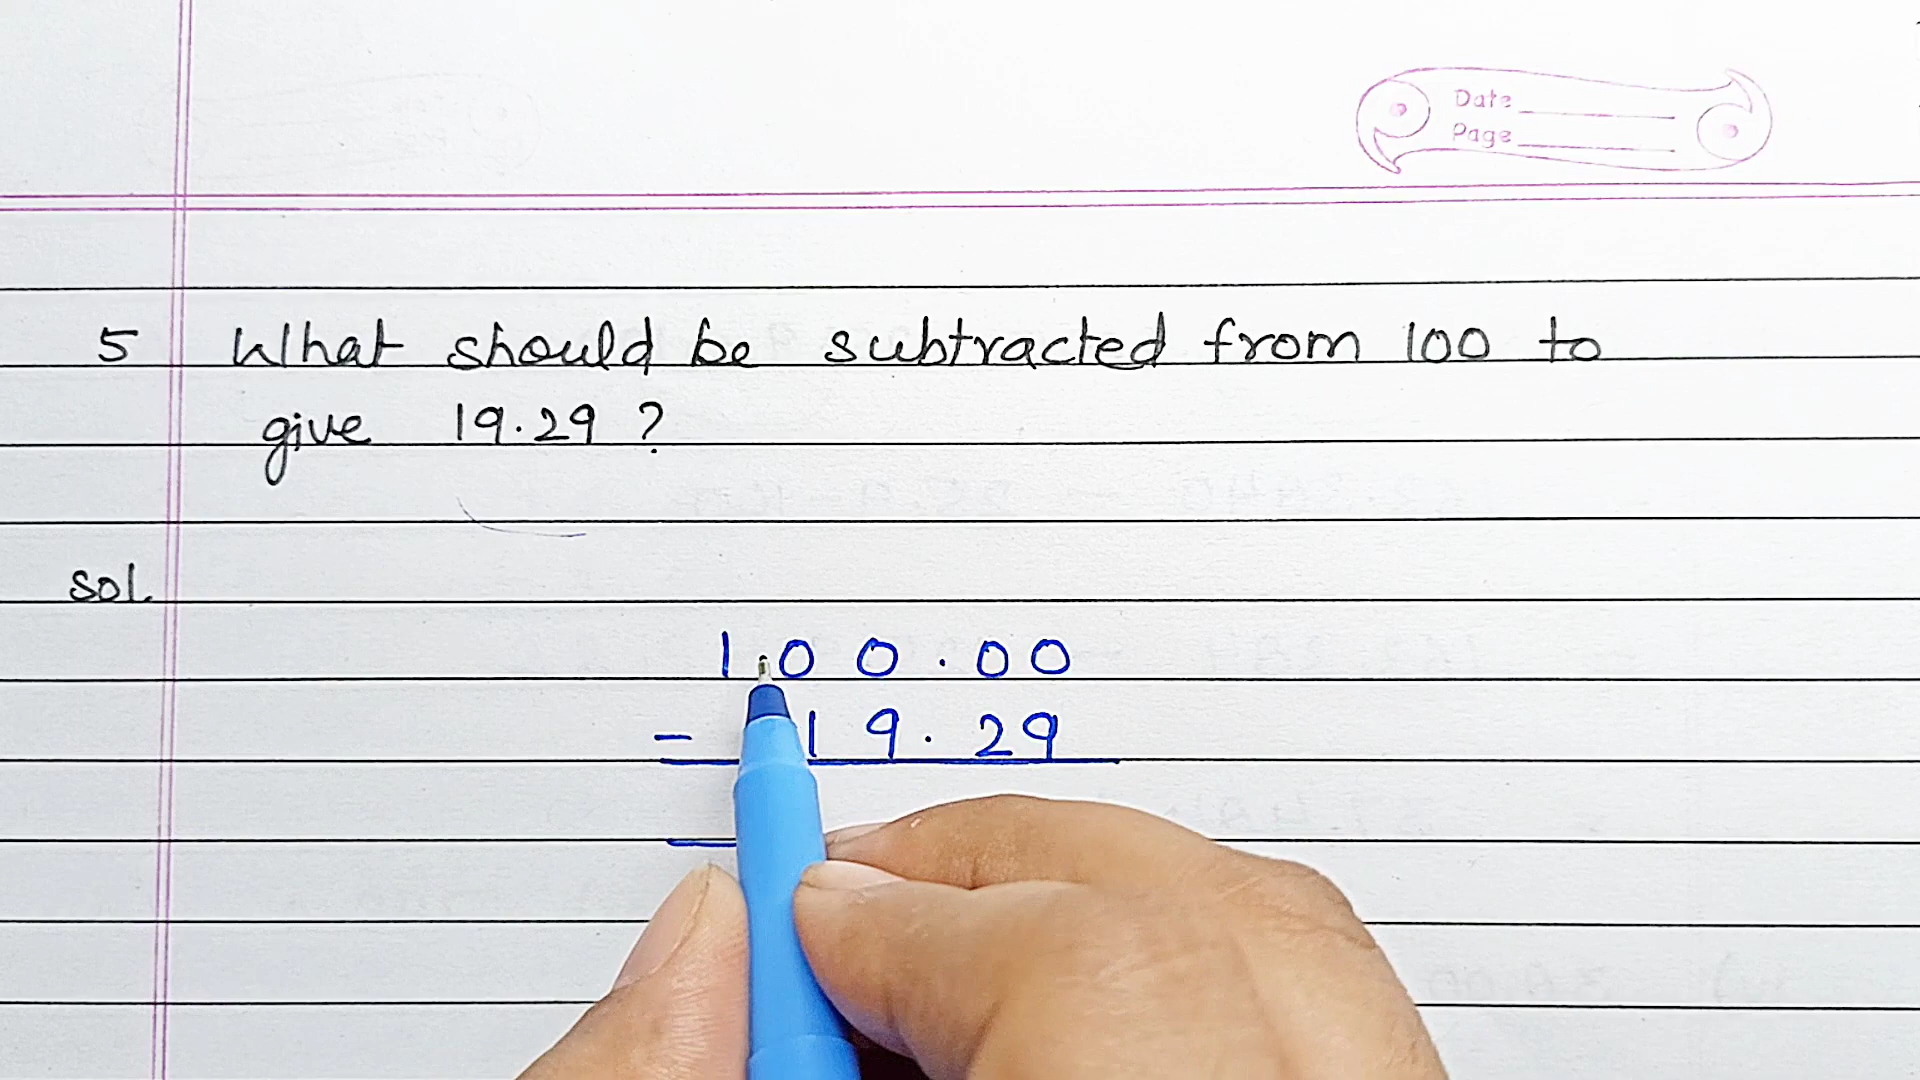 Date
Page
5 What should be subtracted from 100 to
give 19.29 ?
sol.
100.00
- 19.29